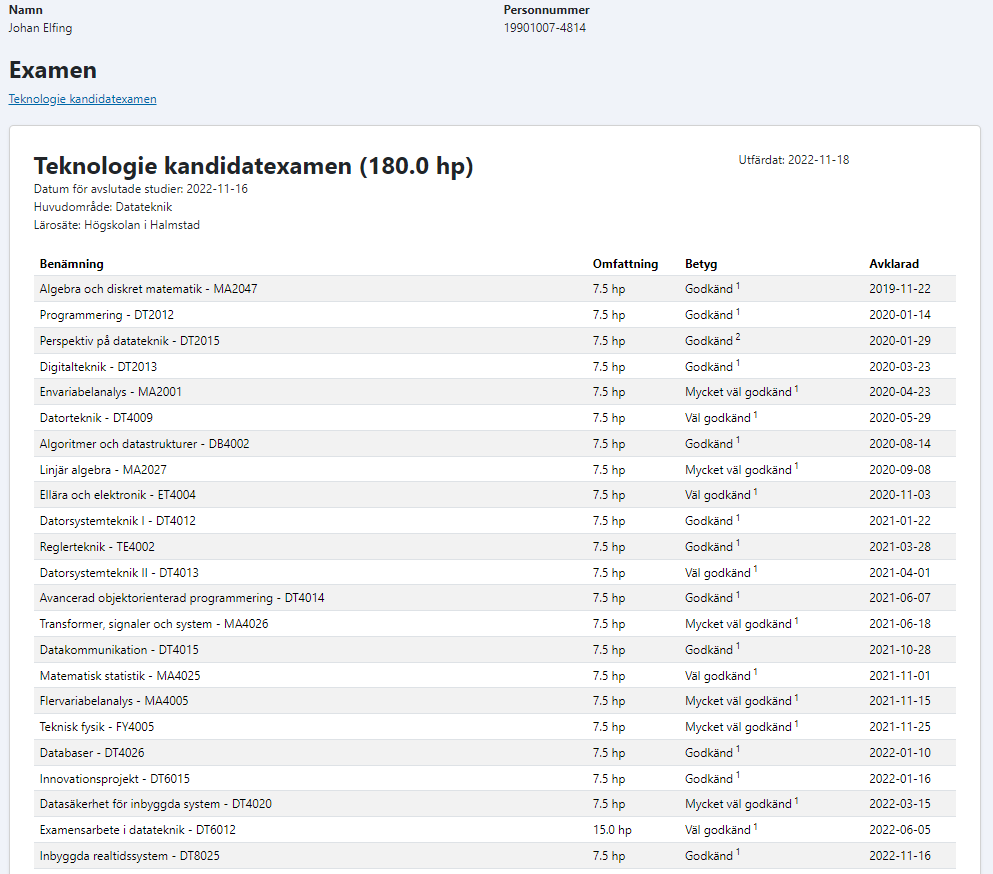 Namn Personnummer
Johan Elfing 19901007-4814
Examen
Teknologie kandidatexamen
Teknologie kandidatexamen (180.0 hp) Utfärdat: 2022-11-18
Datum för avslutade studier: 2022-11-16
Huvudområde: Datateknik
Lärosäte: Högskolan i Halmstad
Benämning Omfattning Betyg Avklarad
Algebra och diskret matematik - MA2047 7.5 hp Godkänd 1 2019-11-22
Programmering - DT2012 7.5 hp Godkänd 1 2020-01-14
Perspektiv på datateknik - DT2015 7.5 hp Godkänd 2 2020-01-29
Digitalteknik - DT2013 7.5 hp Godkänd 1 2020-03-23
Envariabelanalys - MA2001 7.5 hp Mycket väl godkänd 1 2020-04-23
Datorteknik - DT4009 7.5 hp Väl godkänd 1 2020-05-29
Algoritmer och datastrukturer - DB4002 7.5 hp Godkänd 1 2020-08-14
Linjär algebra - MA2027 7.5 hp Mycket väl godkänd 1 2020-09-08
Ellära och elektronik - ET4004 7.5 hp Väl godkänd 1 2020-11-03
Datorsystemteknik I - DT4012 7.5 hp Godkänd 1 2021-01-22
Reglerteknik - TE4002 7.5 hp Godkänd 1 2021-03-28
Datorsystemteknik II - DT4013 7.5 hp Väl godkänd 1 2021-04-01
Avancerad objektorienterad programmering - DT4014 7.5 hp Godkänd 1 2021-06-07
Transformer, signaler och system - MA4026 7.5 hp Mycket väl godkänd 1 2021-06-18
Datakommunikation - DT4015 7.5 hp Godkänd 1 2021-10-28
Matematisk statistik - MA4025 7.5 hp Väl godkänd 1 2021-11-01
Flervariabelanalys - MA4005 7.5 hp Mycket väl godkänd 1 2021-11-15
Teknisk fysik - FY4005 7.5 hp Mycket väl godkänd 1 2021-11-25
Databaser - DT4026 7.5 hp Godkänd 1 2022-01-10
Innovationsprojekt - DT6015 7.5 hp Godkänd 1 2022-01-16
Datasäkerhet för inbyggda system - DT4020 7.5 hp Mycket väl godkänd 1 2022-03-15
Examensarbete i datateknik - DT6012 15.0 hp Väl godkänd 1 2022-06-05
Inbyggda realtidssystem - DT8025 7.5 hp Godkänd 1 2022-11-16